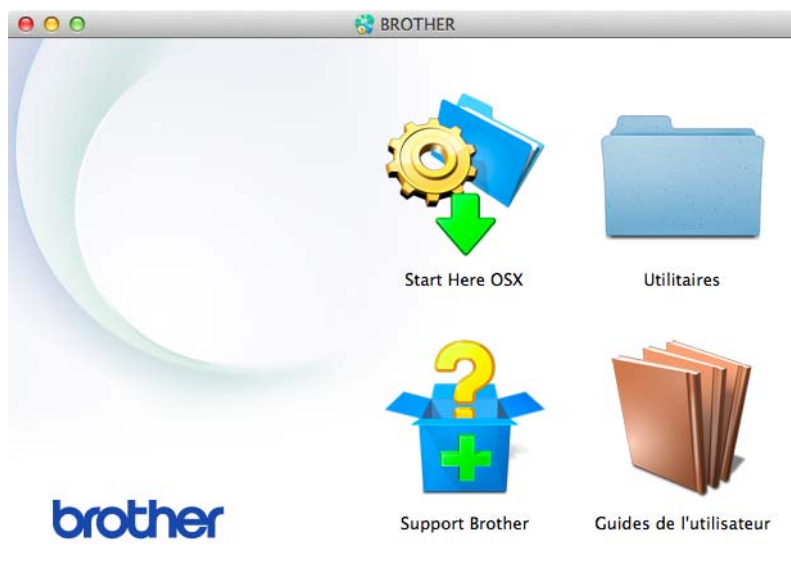 BROTHER
Start Here OSX
Utilitaires
Support Brother
Guides de l'utilisateur
brother